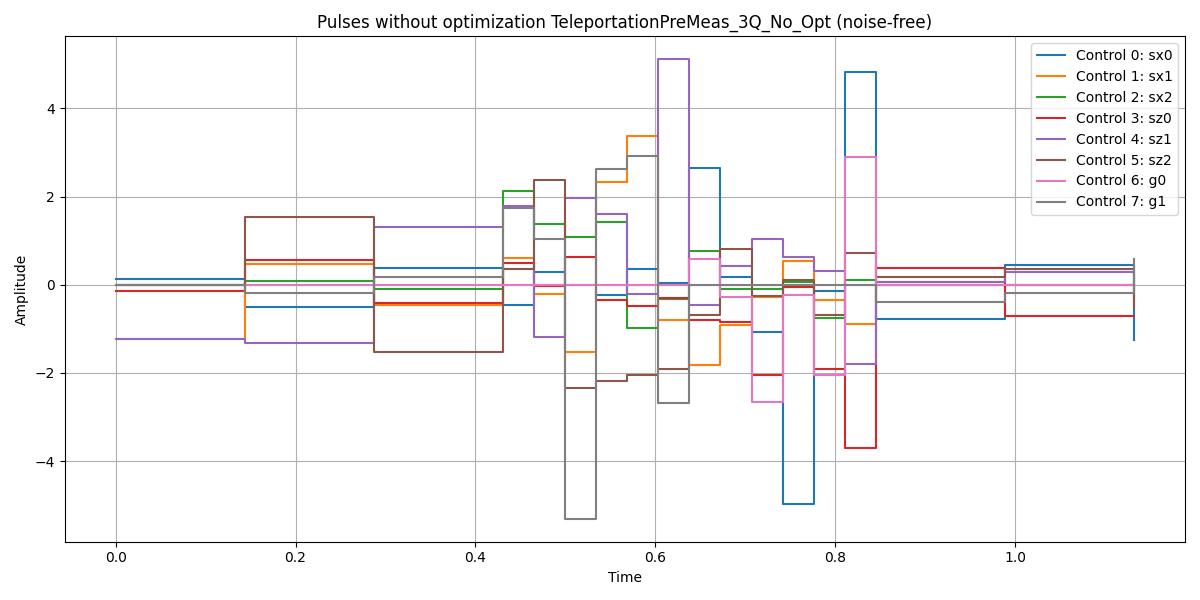 Pulses without optimization TeleportationPreMeas_3Q_No_Opt (noise-free)
Control 0: sx0
Control 1: sx1
Control 2: sx2
Control 3: sz0
Control 4: sz1
Control 5: sz2
Control 6: g0
Control 7: g1
Amplitude
4
2
0
−2
−4
0.0 0.2 0.4 0.6 0.8 1.0
Time